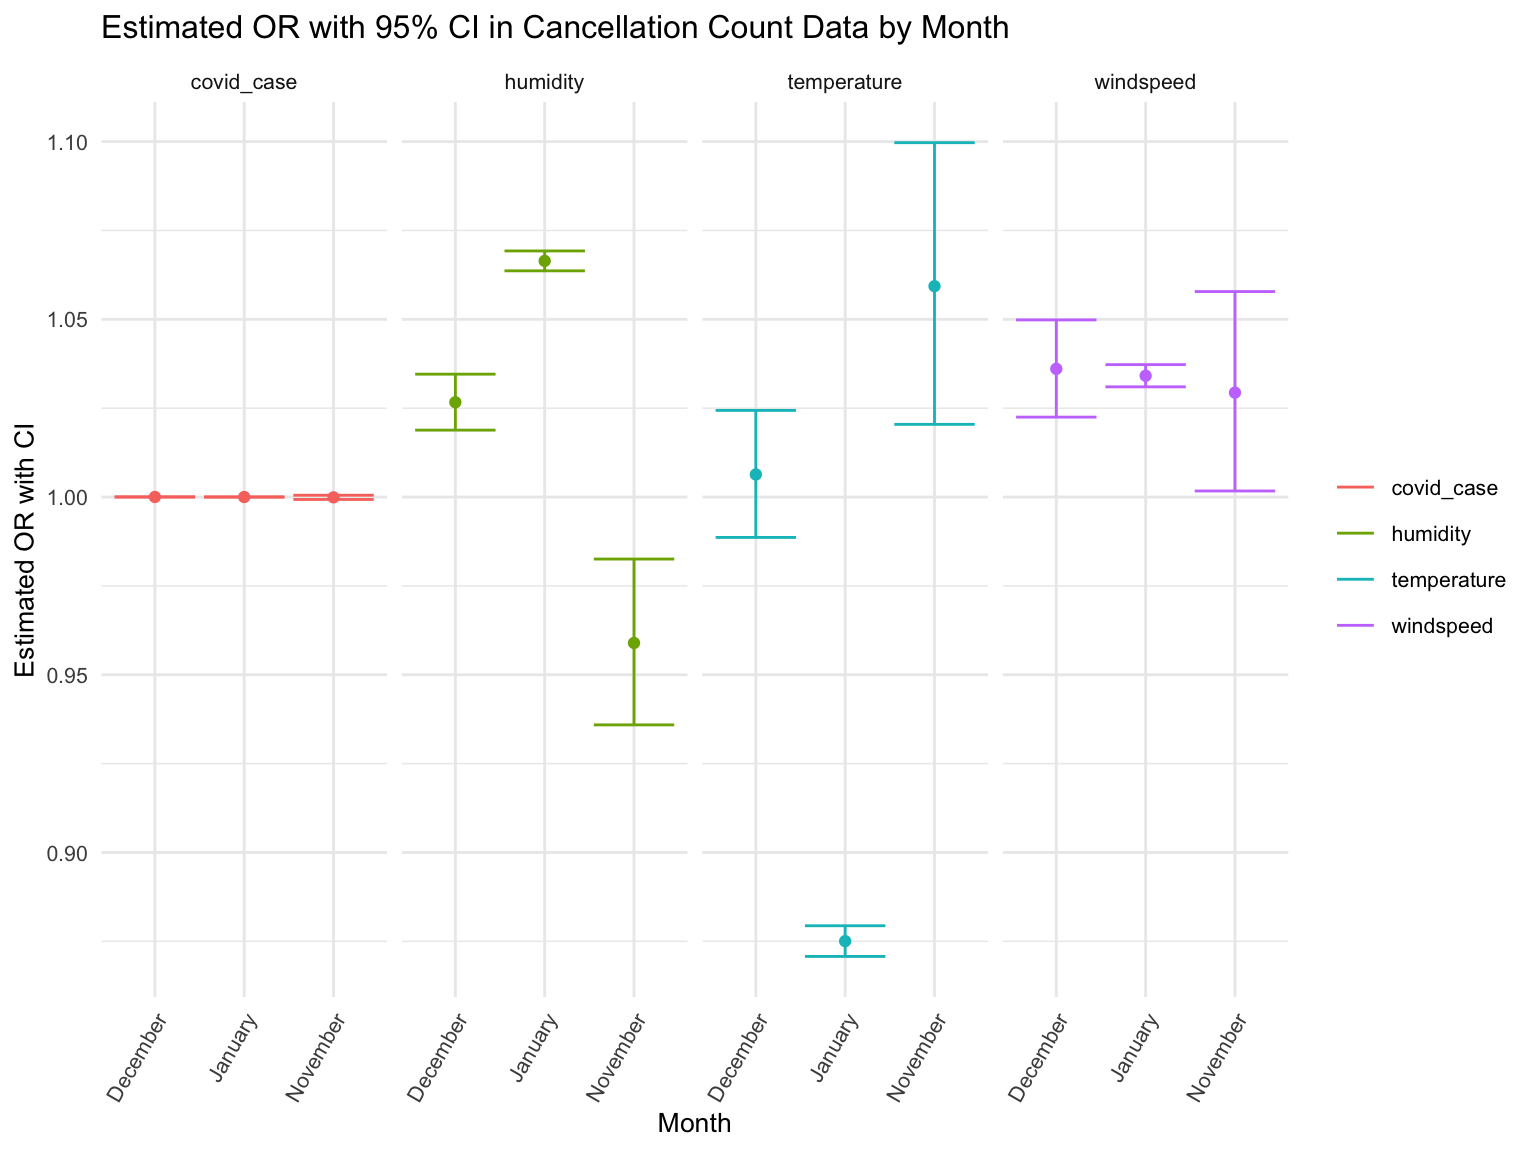 Estimated OR with 95% CI in Cancellation Count Data by Month
covid_case
humidity
temperature
windspeed
1.10
1.05
1.00
0.95
0.90
Estimated OR with CI
December
January
November
December
January
November
December
January
November
December
January
November
Month
covid_case
humidity
temperature
windspeed